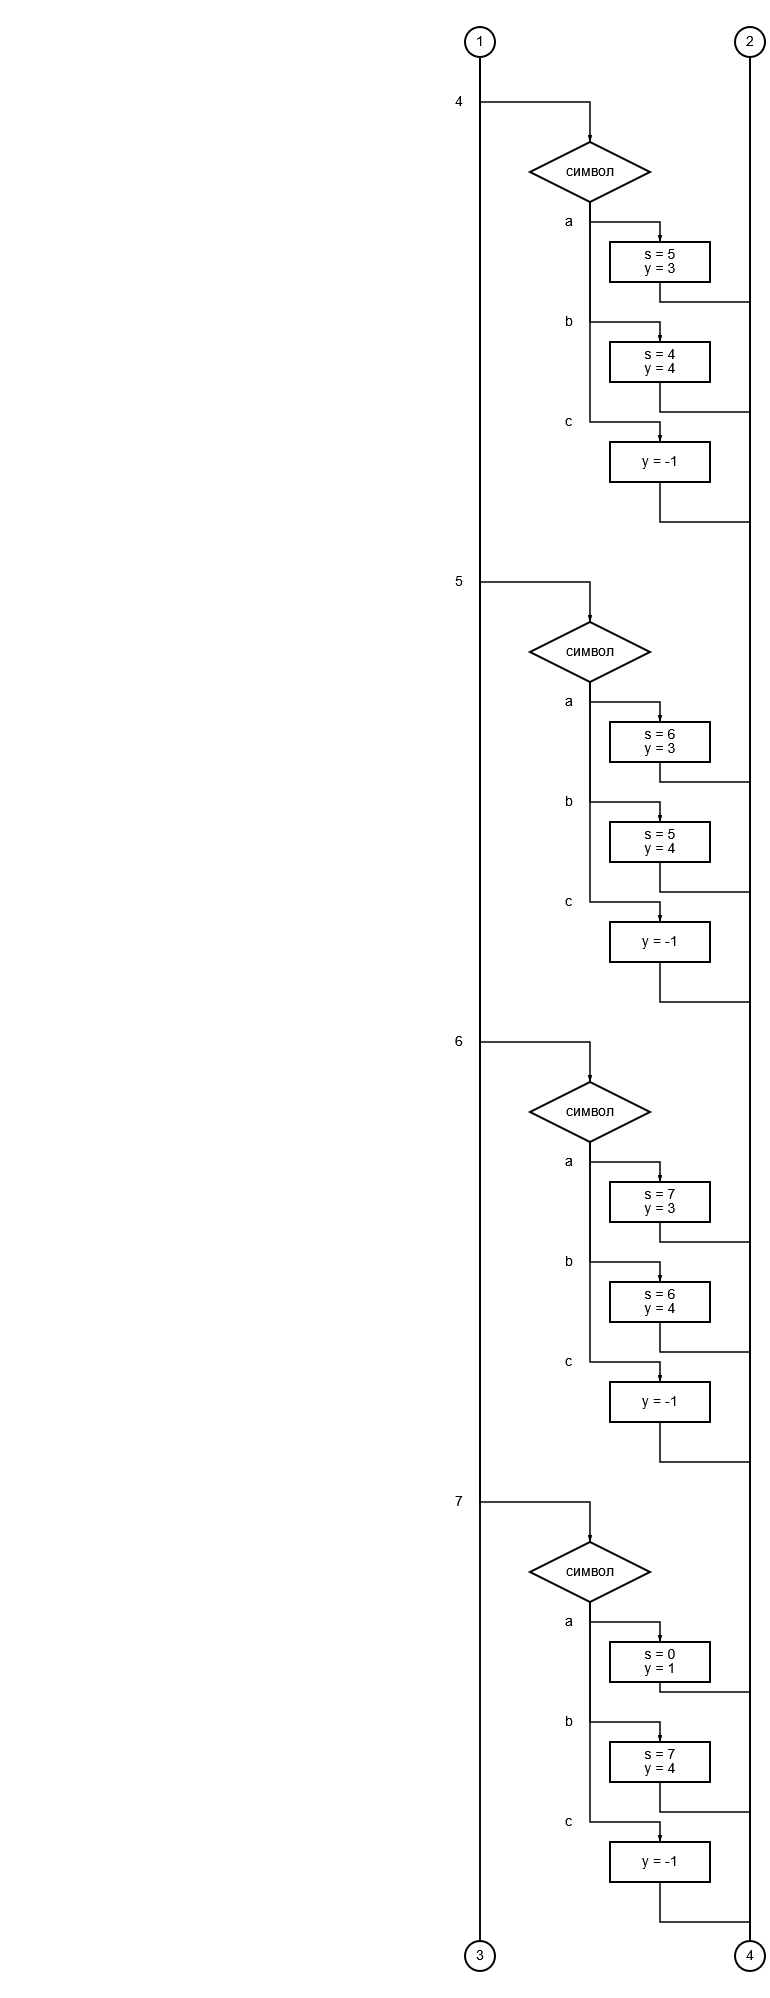 1
2
4
символ
a
s = 5
y = 3
b
s = 4
y = 4
c
y = -1
5
символ
a
s = 6
y = 3
b
s = 5
y = 4
c
y = -1
6
символ
a
s = 7
y = 3
b
s = 6
y = 4
c
y = -1
7
символ
a
s = 0
y = 1
b
s = 7
y = 4
c
y = -1
3
4